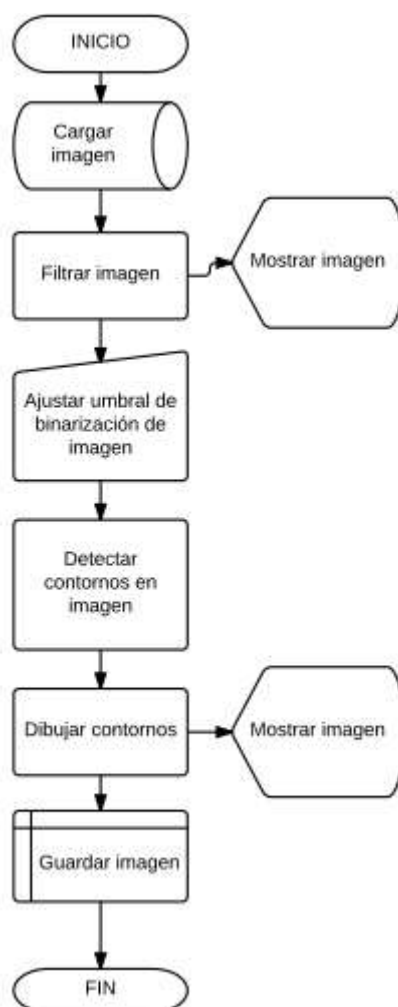 INICIO
Cargar
imagen
Filtrar imagen
Mostrar imagen
Ajustar umbral de
binarización de
imagen
Detectar
contornos en
imagen
Dibujar contornos
Mostrar imagen
Guardar imagen
FIN